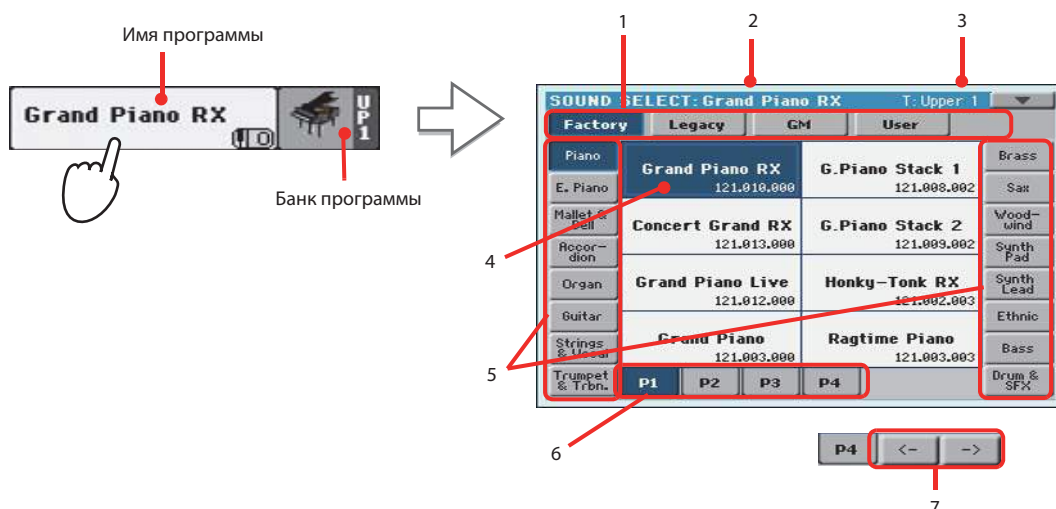 Имя программы
Grand Piano RX
UP1
Банк программы
1
2
3
SOUND SELECT: Grand Piano RX T: Upper 1
Factory Legacy GM User
Piano
E. Piano
Mallet & Bell
Accor-
dion
Organ
Guitar
Strings
& Vocal
Trumpet
& Trbn.
Grand Piano RX
121.010.000
G.Piano Stack 1
121.008.002
Concert Grand RX
121.013.000
G.Piano Stack 2
121.009.002
Grand Piano Live
121.012.000
Honky-Tonk RX
121.002.003
Grand Piano
121.003.000
Ragtime Piano
121.003.003
Brass
Sax
Wood-
wind
Synth
Pad
Synth
Lead
Ethnic
Bass
Drum &
SFX
P1 P2 P3 P4
4
5
6
P4 <- ->
7